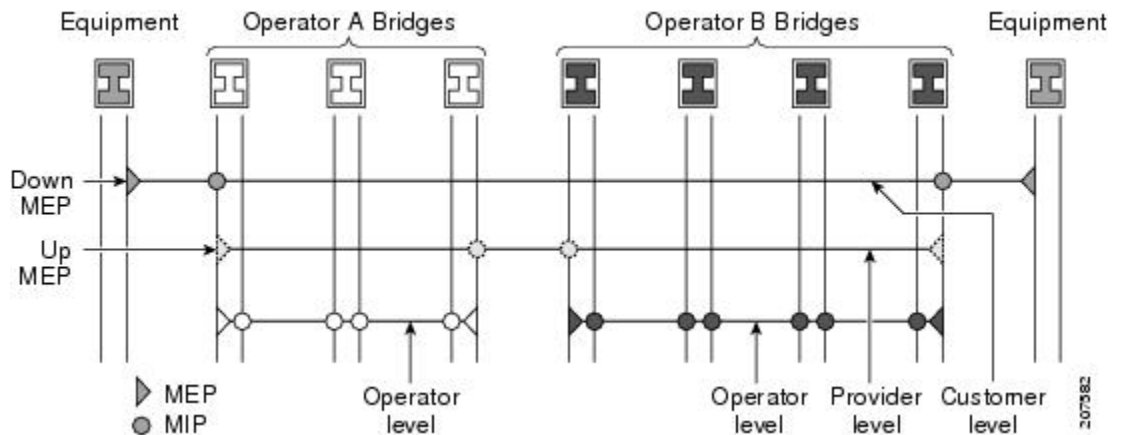 Equipment
Operator A Bridges
Operator B Bridges
Equipment
Down
MEP
Up
MEP
MEP
MIP
Operator
level
Operator
level
Provider
level
Customer
level
207582